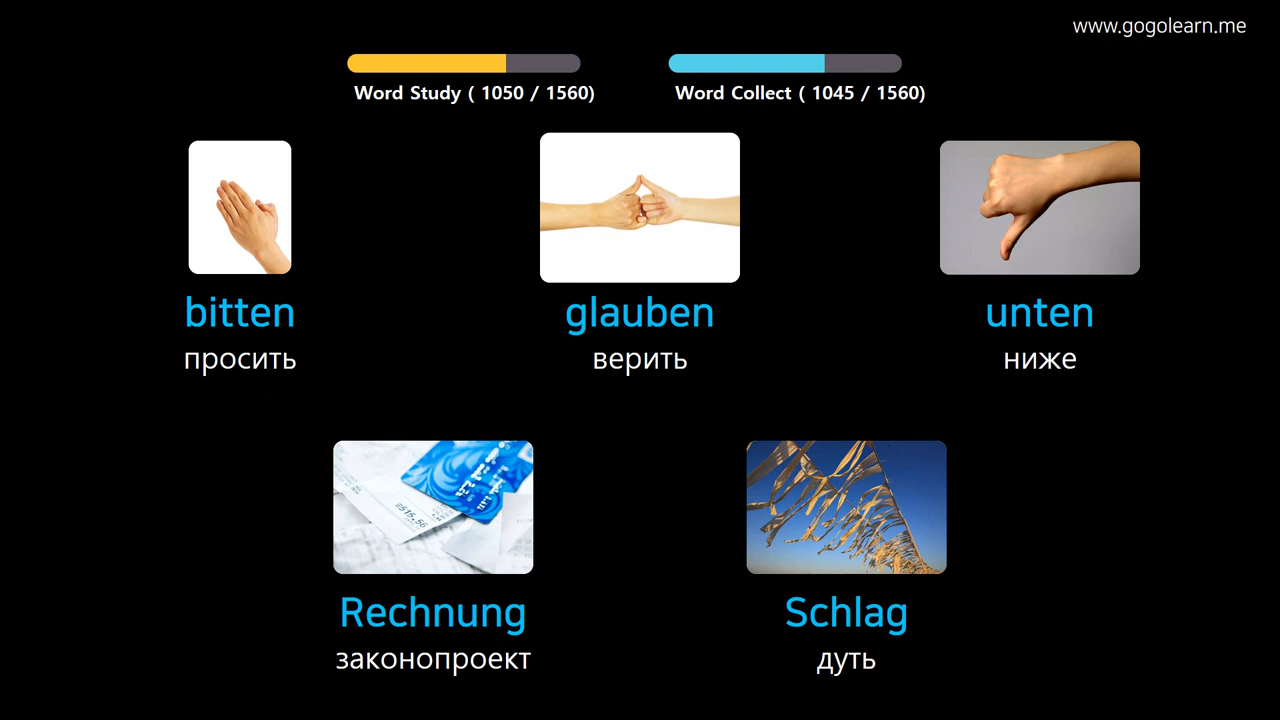 www.gogolearn.me
Word Study ( 1050 / 1560)
Word Collect ( 1045 / 1560)
bitten
просить
glauben
верить
unten
ниже
Rechnung
законопроект
Schlag
дуть